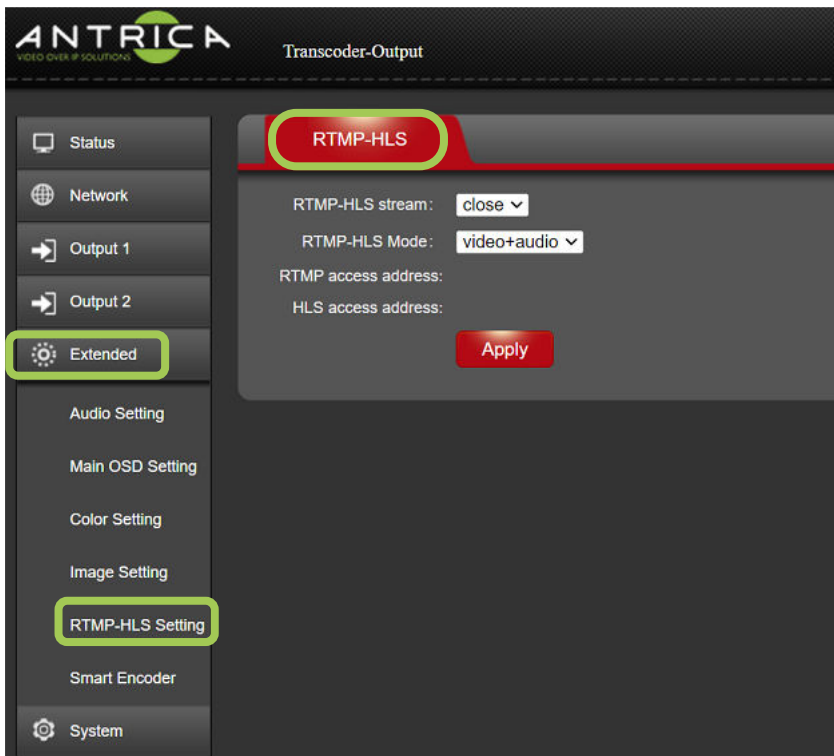 ANTRICA
VIDEO OVER IP SOLUTIONS
Transcoder-Output
Status
Network
Output 1
Output 2
Extended
Audio Setting
Main OSD Setting
Color Setting
Image Setting
RTMP-HLS Setting
Smart Encoder
System
RTMP-HLS
RTMP-HLS stream: close
RTMP-HLS Mode: video+audio
RTMP access address:
HLS access address:
Apply